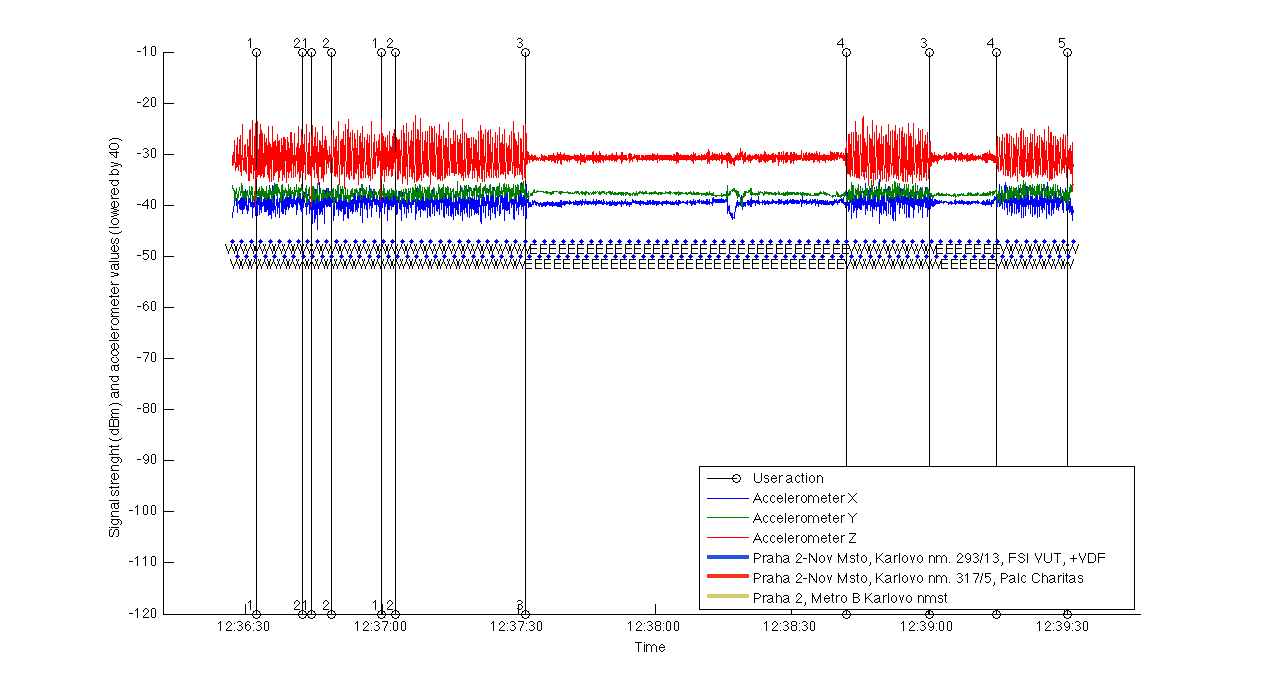 1 2 1 2 1 2 3 4 3 4 5
-10
-20
-30
-40
-50
-60
-70
-80
-90
-100
-110
-120
Signal strenght (dBm) and accelerometer values (lowered by 40)
User action
Accelerometer X
Accelerometer Y
Accelerometer Z
Praha 2-Nov Msto, Karlovo nm. 293/13, FSI VUT, +VDF
Praha 2-Nov Msto, Karlovo nm. 317/5, Palc Charitas
Praha 2, Metro B Karlovo nmst
1 2 1 2 1 2 3
12:36:30 12:37:00 12:37:30 12:38:00 12:38:30 12:39:00 12:39:30
Time